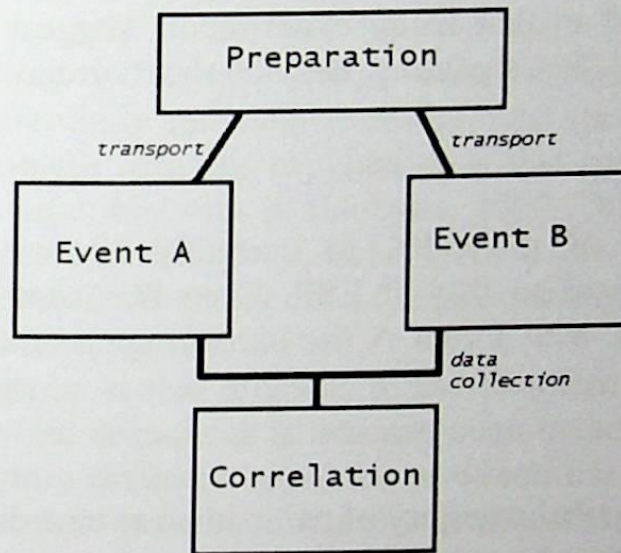 Preparation
transport
transport
Event A
Event B
data
collection
Correlation